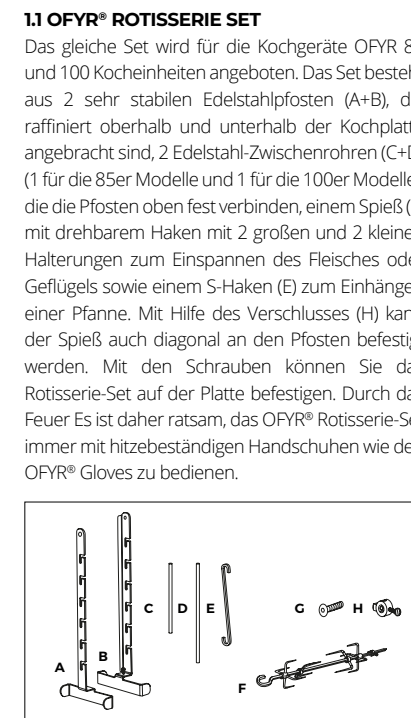 1.1 OFYR® ROTISSERIE SET
Das gleiche Set wird für die Kochgeräte OFYR 8
und 100 Kocheinheiten angeboten. Das Set besteh
aus 2 sehr stabilen Edelstahlpfosten (A+B), d
raffiniert oberhalb und unterhalb der Kochplatt
angebracht sind, 2 Edelstahl-Zwischenrohren (C+D
(1 für die 85er Modelle und 1 für die 100er Modelle
die die Pfosten oben fest verbinden, einem Spieß (
mit drehbarem Haken mit 2 großen und 2 kleine
Halterungen zum Einspannen des Fleisches ode
Geflügels sowie einem S-Haken (E) zum Einhänge
einer Pfanne. Mit Hilfe des Verschlusses (H) kan
der Spieß auch diagonal an den Pfosten befestig
werden. Mit den Schrauben können Sie da
Rotisserie-Set auf der Platte befestigen. Durch da
Feuer Es ist daher ratsam, das OFYR® Rotisserie-Se
immer mit hitzebeständigen Handschuhen wie de
OFYR® Gloves zu bedienen.
C D E G H
A B F